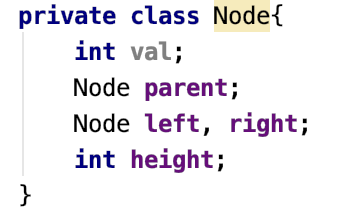 private class Node{
    int val;
    Node parent;
    Node left, right;
    int height;
}